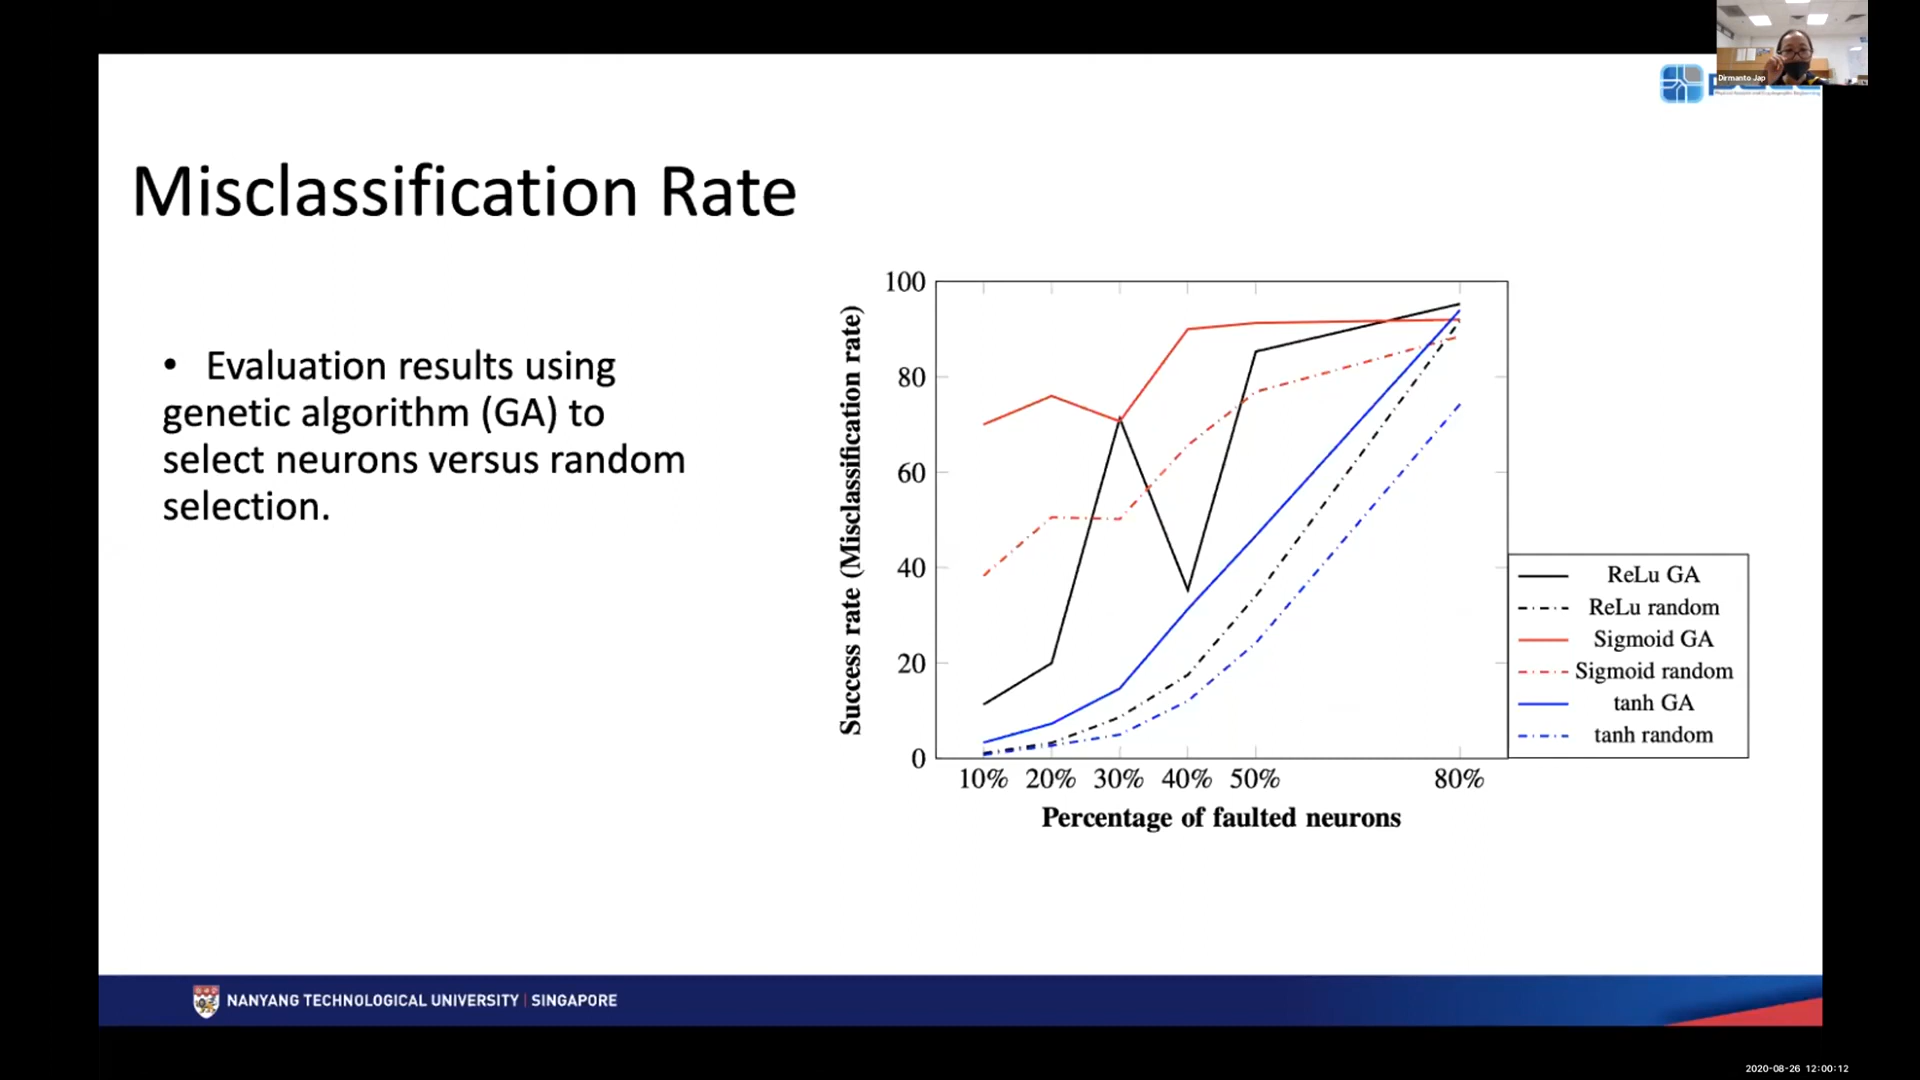 Dirmanto Jap
Misclassification Rate
• Evaluation results using
genetic algorithm (GA) to
select neurons versus random
selection.
Success rate (Misclassification rate)
100
80
60
40
20
0
10% 20% 30% 40% 50% 80%
Percentage of faulted neurons
ReLu GA
ReLu random
Sigmoid GA
Sigmoid random
tanh GA
tanh random
NANYANG TECHNOLOGICAL UNIVERSITY | SINGAPORE
2020-08-26 12:00:12